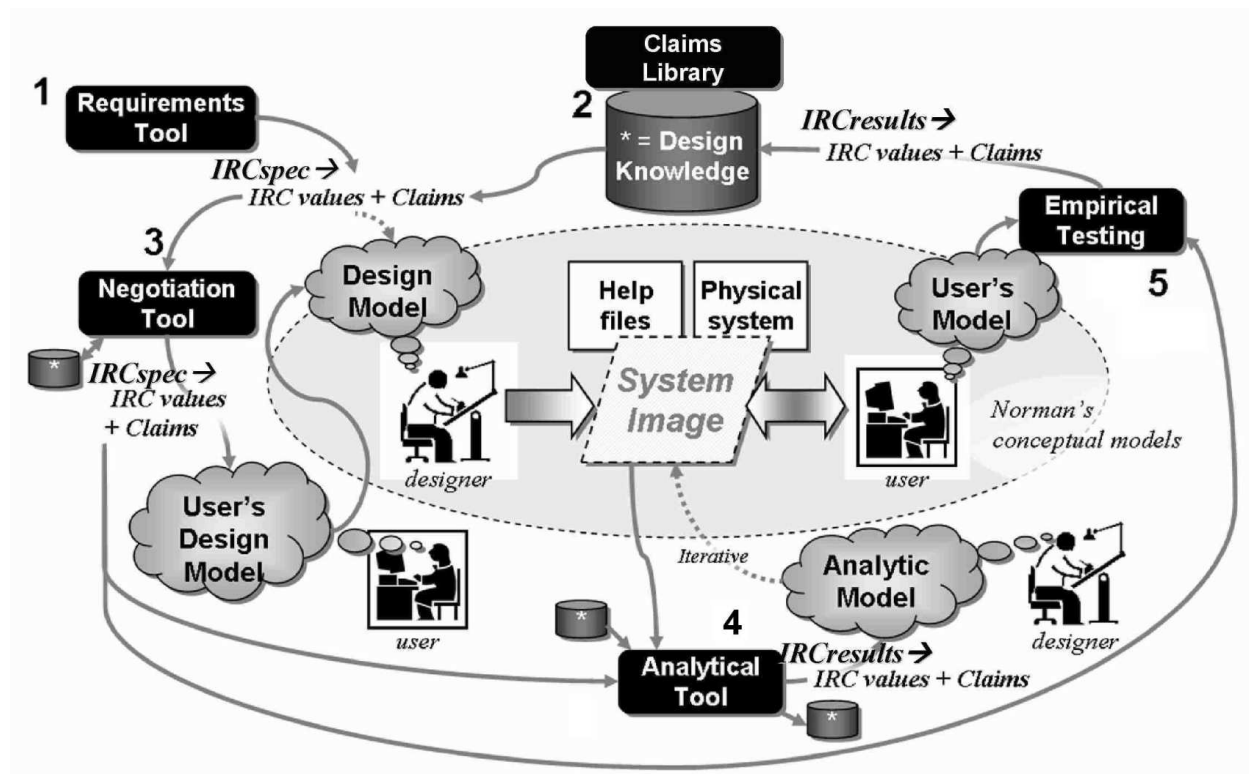 Claims
Library
1
Requirements
Tool
2
* = Design
Knowledge
IRCresults→
IRC values + Claims
IRCspec→
IRC values + Claims
Empirical
Testing
3
Negotiation
Tool
Design
Model
Help
files
Physical
system
User's
Model
5
*
IRCspec→
IRC values
+ Claims
System
Image
Norman's
conceptual models
designer
user
User's
Design
Model
Iterative
Analytic
Model
user
*
4
designer
Analytical
Tool
IRCresults→
IRC values + Claims
*